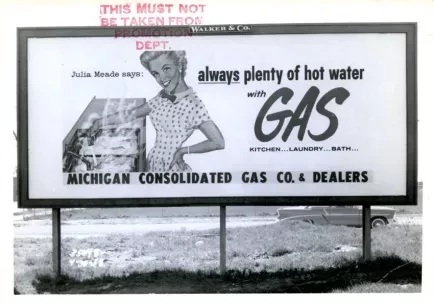 THIS MUST NOT
BE TAKEN FROM
PROMOTION
DEPT.
WALKER & CO.
Julia Meade says:
always plenty of hot water
with
GAS
KITCHEN...LAUNDRY...BATH...
MICHIGAN CONSOLIDATED GAS CO. & DEALERS